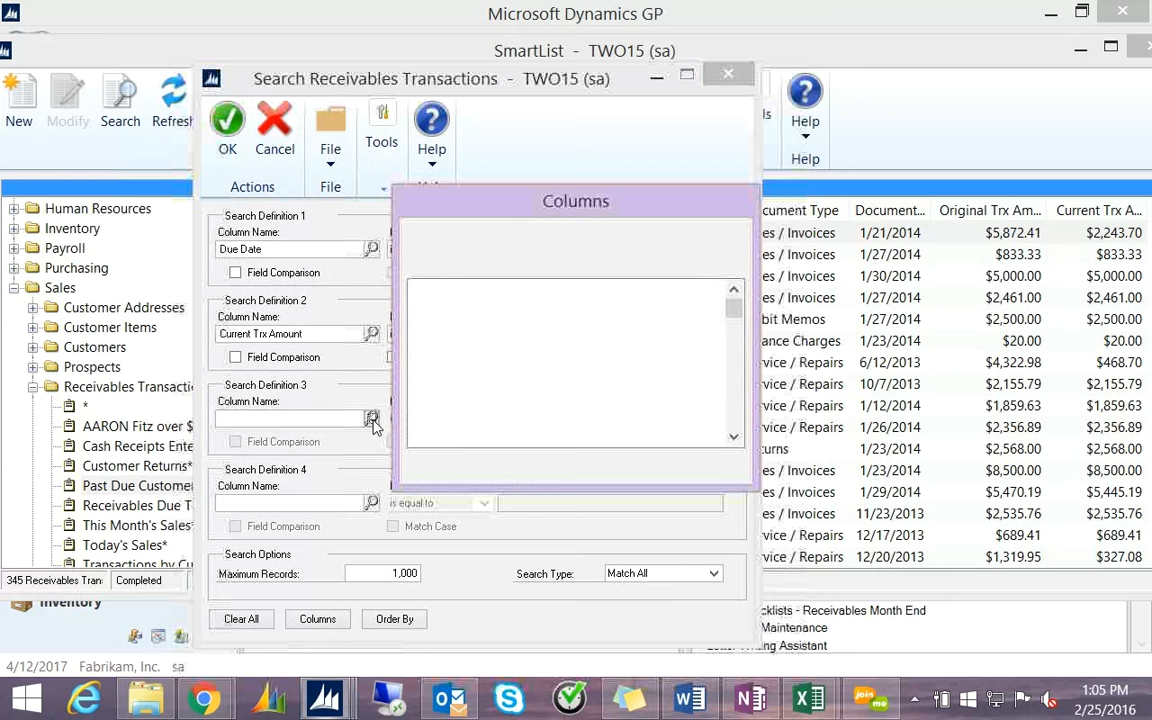 Microsoft Dynamics GP
SmartList - TWO15 (sa)
Search Receivables Transactions - TWO15 (sa)
New
Modify
Search
Refresh
OK
Cancel
File
Tools
Help
Help
Actions
File
Help
Columns
Human Resources
Inventory
Payroll
Purchasing
Sales
Customer Addresses
Customer Items
Customers
Prospects
Receivables Transacti
*
AARON Fitz over $
Cash Receipts Ente
Customer Returns*
Past Due Custome
Receivables Due T
This Month's Sales*
Today's Sales*
Transactions by Cu
Search Definition 1
Column Name:
Due Date
Field Comparison
Search Definition 2
Column Name:
Current Trx Amount
Field Comparison
Search Definition 3
Column Name:
Field Comparison
Search Definition 4
Column Name:
is equal to
Field Comparison
Match Case
Search Options
Maximum Records: 1,000
Search Type: Match All
Clear All
Columns
Order By
cument Type Document... Original Trx Am... Current Trx A...
es / Invoices 1/21/2014 $5,872.41 $2,243.70
es / Invoices 1/27/2014 $833.33 $833.33
es / Invoices 1/30/2014 $5,000.00 $5,000.00
es / Invoices 1/27/2014 $2,461.00 $2,461.00
bit Memos 1/27/2014 $2,500.00 $2,500.00
ance Charges 1/23/2014 $20.00 $20.00
vice / Repairs 6/12/2013 $4,322.98 $468.70
vice / Repairs 10/7/2013 $2,155.79 $2,155.79
vice / Repairs 1/12/2014 $1,859.63 $1,859.63
vice / Repairs 1/26/2014 $2,356.89 $2,356.89
urns 1/23/2014 $2,568.00 $2,568.00
es / Invoices 1/23/2014 $8,500.00 $8,500.00
es / Invoices 1/29/2014 $5,470.19 $5,445.19
es / Invoices 11/23/2013 $2,535.76 $2,535.76
vice / Repairs 12/17/2013 $689.41 $689.41
vice / Repairs 12/20/2013 $1,319.95 $327.08
345 Receivables Tran: Completed
Inventory
cklists - Receivables Month End
Maintenance
Letter Writing Assistant
4/12/2017 Fabrikam, Inc. sa
join me
1:05 PM
2/25/2016